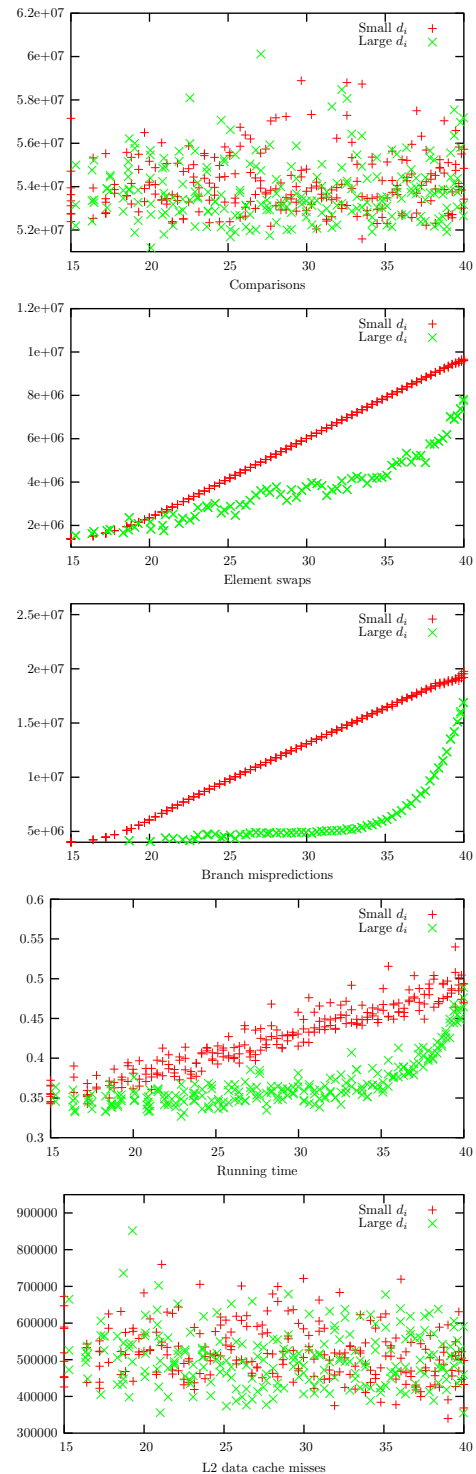 6.2e+07
6e+07
5.8e+07
5.6e+07
5.4e+07
5.2e+07
15 20 25 30 35 40
Small d_i
Large d_i
Comparisons
1.2e+07
1e+07
8e+06
6e+06
4e+06
2e+06
15 20 25 30 35 40
Small d_i
Large d_i
Element swaps
2.5e+07
2e+07
1.5e+07
1e+07
5e+06
15 20 25 30 35 40
Small d_i
Large d_i
Branch mispredictions
0.6
0.55
0.5
0.45
0.4
0.35
0.3
15 20 25 30 35 40
Small d_i
Large d_i
Running time
900000
800000
700000
600000
500000
400000
300000
15 20 25 30 35 40
Small d_i
Large d_i
L2 data cache misses